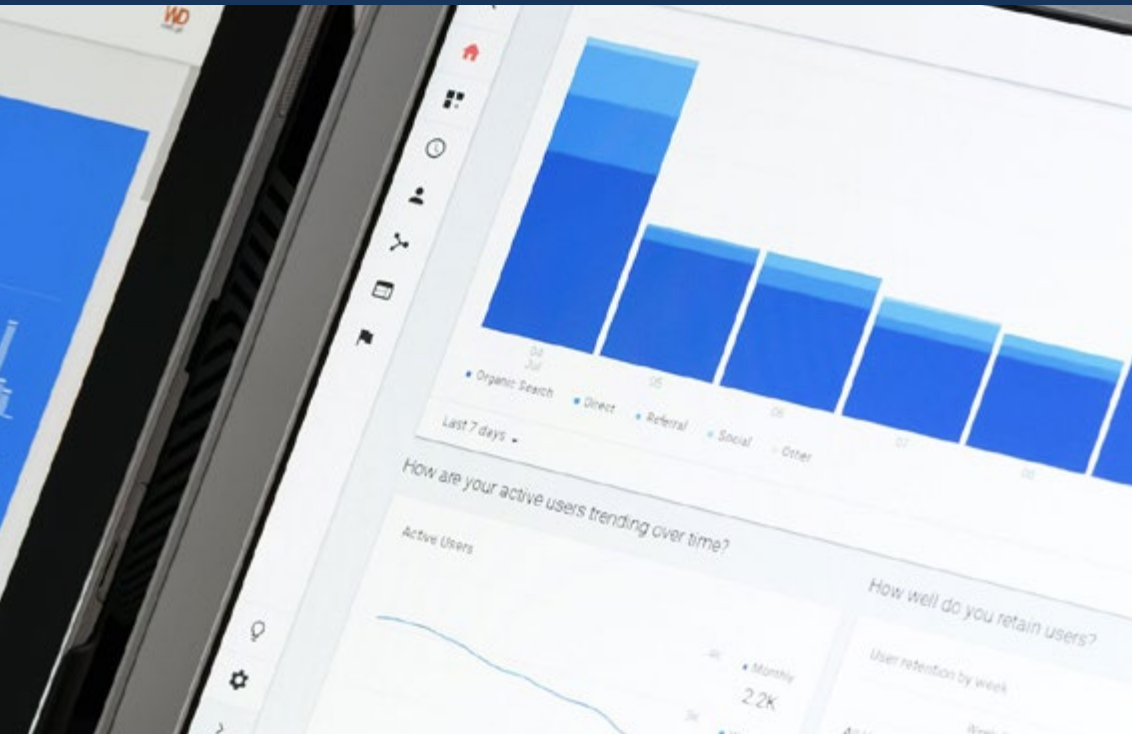 WD
04
Jul
05
06
07
08
Organic Search Direct Referral Social Other
Last 7 days
How are your active users trending over time?
Active Users
Monthly
2.2K
How well do you retain users?
User retention by week